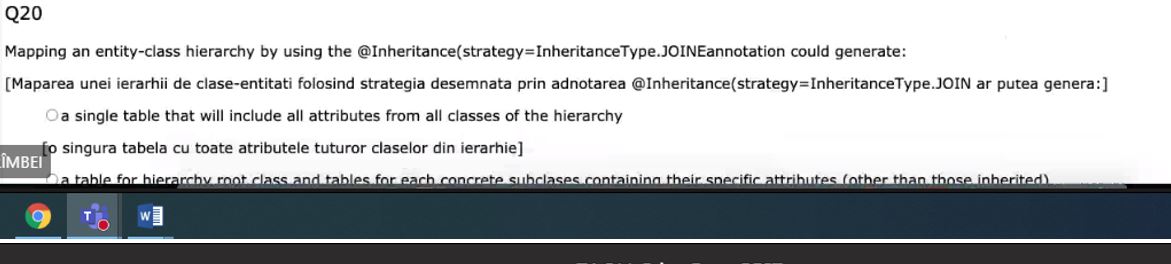 Q20
Mapping an entity-class hierarchy by using the @Inheritance(strategy=InheritanceType.JOINEannotation could generate:
[Maparea unei ierarhii de clase-entitati folosind strategia desemnata prin adnotarea @Inheritance(strategy=InheritanceType.JOIN ar putea genera:]
a single table that will include all attributes from all classes of the hierarchy
[o singura tabela cu toate atributele tuturor claselor din ierarhie]
ÎMBEI
a table for hierarchy root class and tables for each concrete subclases containing their specific attributes (other than those inherited)
T
W